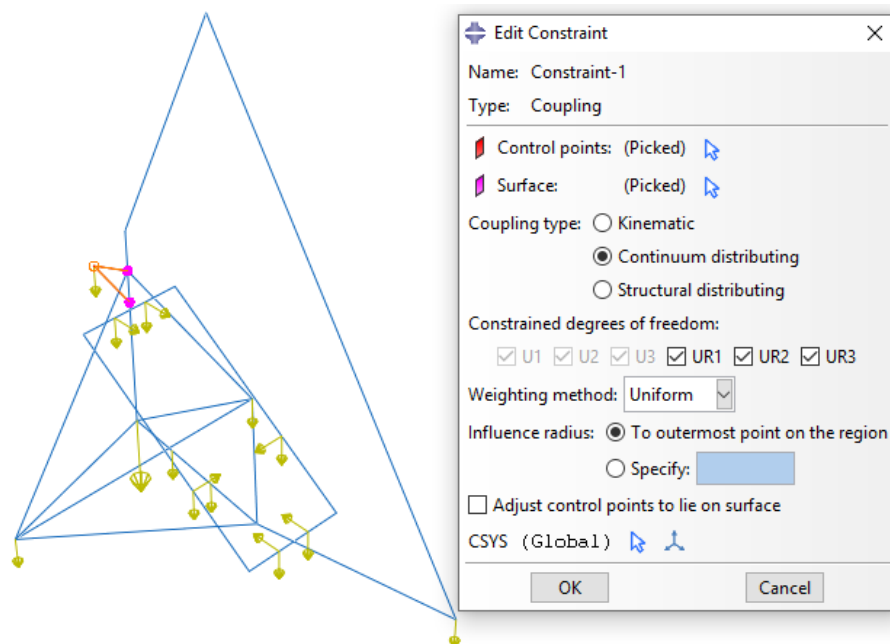 Edit Constraint
Name: Constraint-1
Type: Coupling
Control points: (Picked)
Surface: (Picked)
Coupling type: Kinematic
Continuum distributing
Structural distributing
Constrained degrees of freedom:
U1 U2 U3 UR1 UR2 UR3
Weighting method: Uniform
Influence radius: To outermost point on the region
Specify:
Adjust control points to lie on surface
CSYS (Global)
OK Cancel